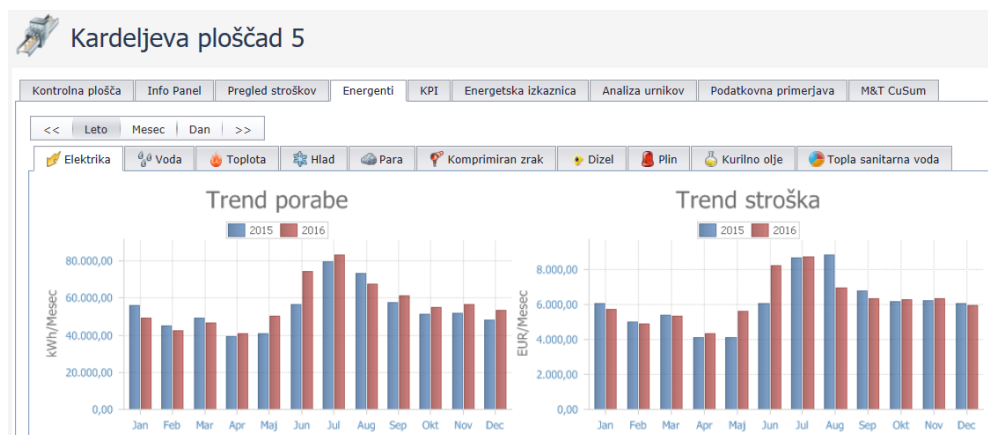 Kardeljeva ploščad 5
Kontrolna plošča Info Panel Pregled stroškov Energenti KPI Energetska izkaznica Analiza urnikov Podatkovna primerjava M&T CuSum
<< Leto Mesec Dan >>
Elektrika Voda Toplota Hlad Para Komprimiran zrak Dizel Plin Kurilno olje Topla sanitarna voda
Trend porabe
2015 2016
kWh/Mesec
80.000,00
60.000,00
40.000,00
20.000,00
0,00
Jan Feb Mar Apr Maj Jun Jul Aug Sep Okt Nov Dec
Trend stroška
2015 2016
EUR/Mesec
8.000,00
6.000,00
4.000,00
2.000,00
0,00
Jan Feb Mar Apr Maj Jun Jul Aug Sep Okt Nov Dec